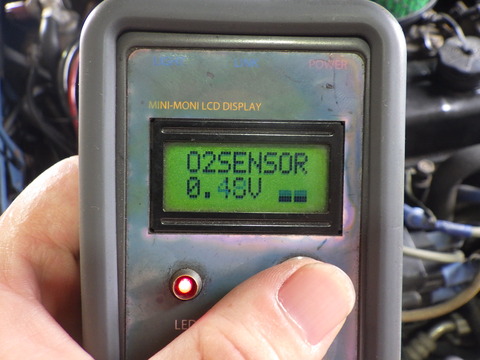 POWER
MINI-MONI LCD DISPLAY
O2SENSOR
0.48V
LED